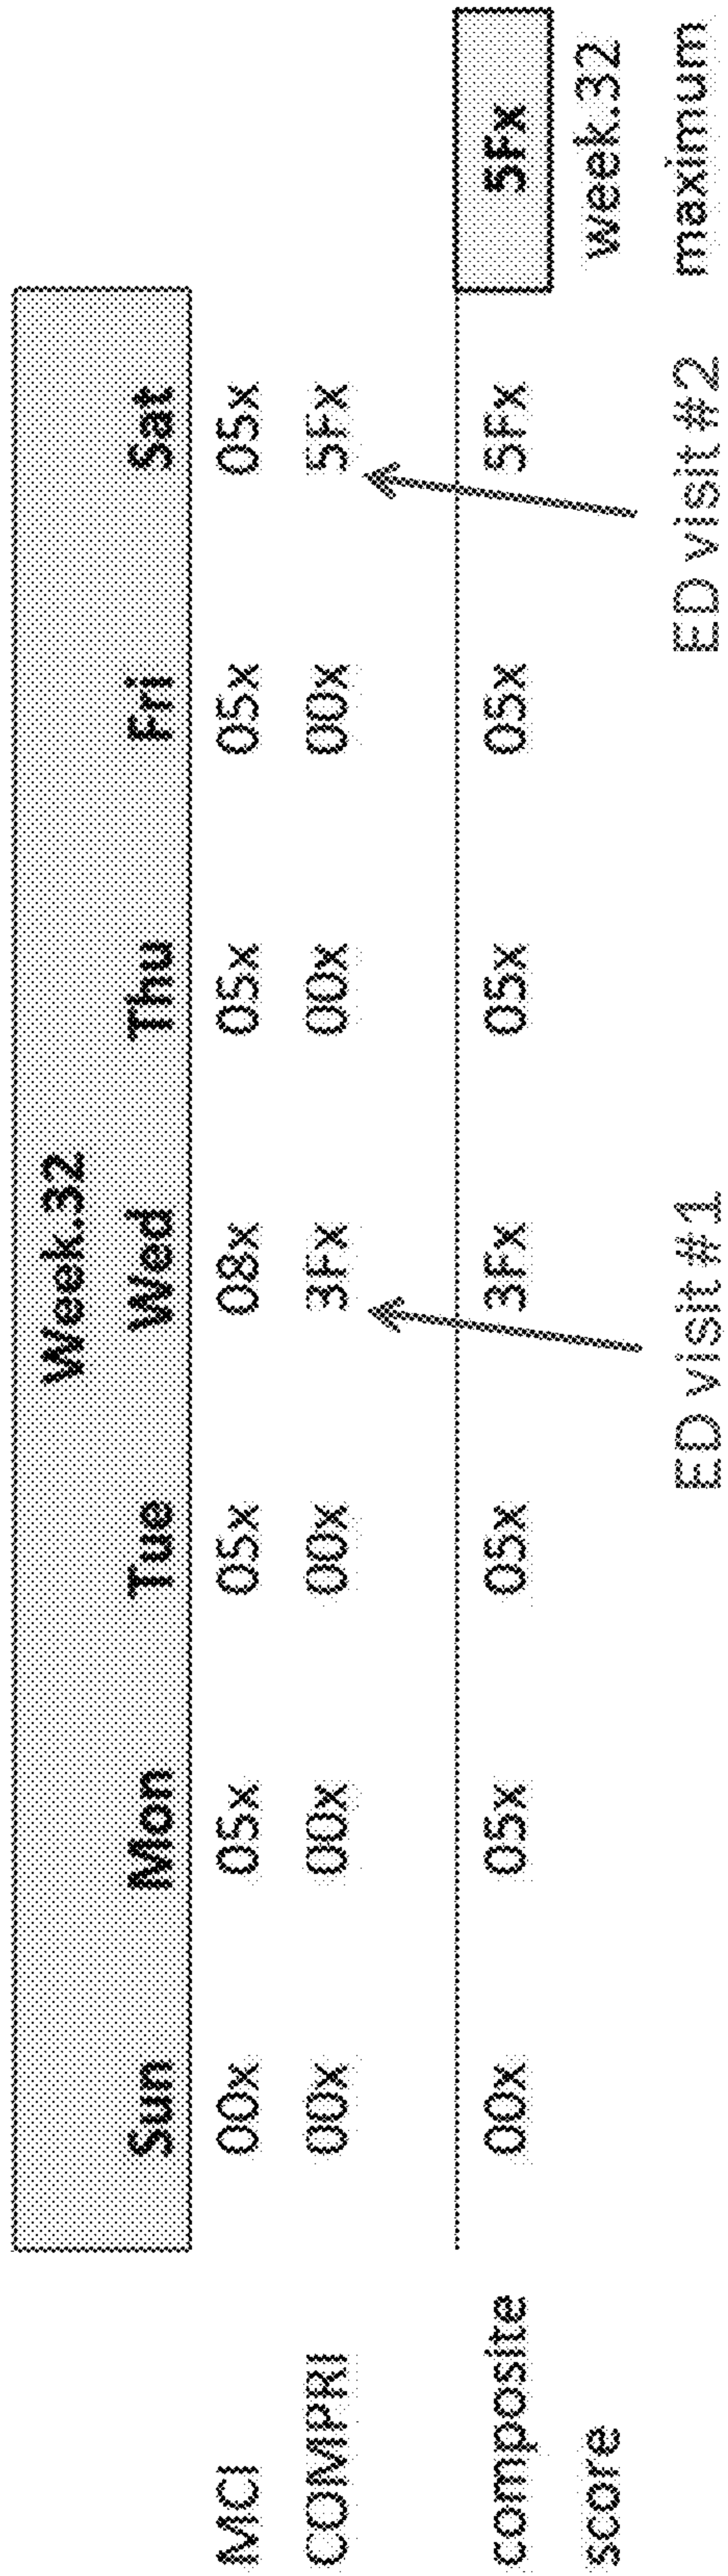 Week.32
Sun Mon Tue Wed Thu Fri Sat
MCI 00x 05x 05x 08x 05x 05x 05x
COMPRI 00x 00x 00x 3Fx 00x 00x 5Fx
composite 00x 05x 05x 3Fx 05x 05x 5Fx 5Fx
score week.32
ED visit #1 ED visit #2 maximum